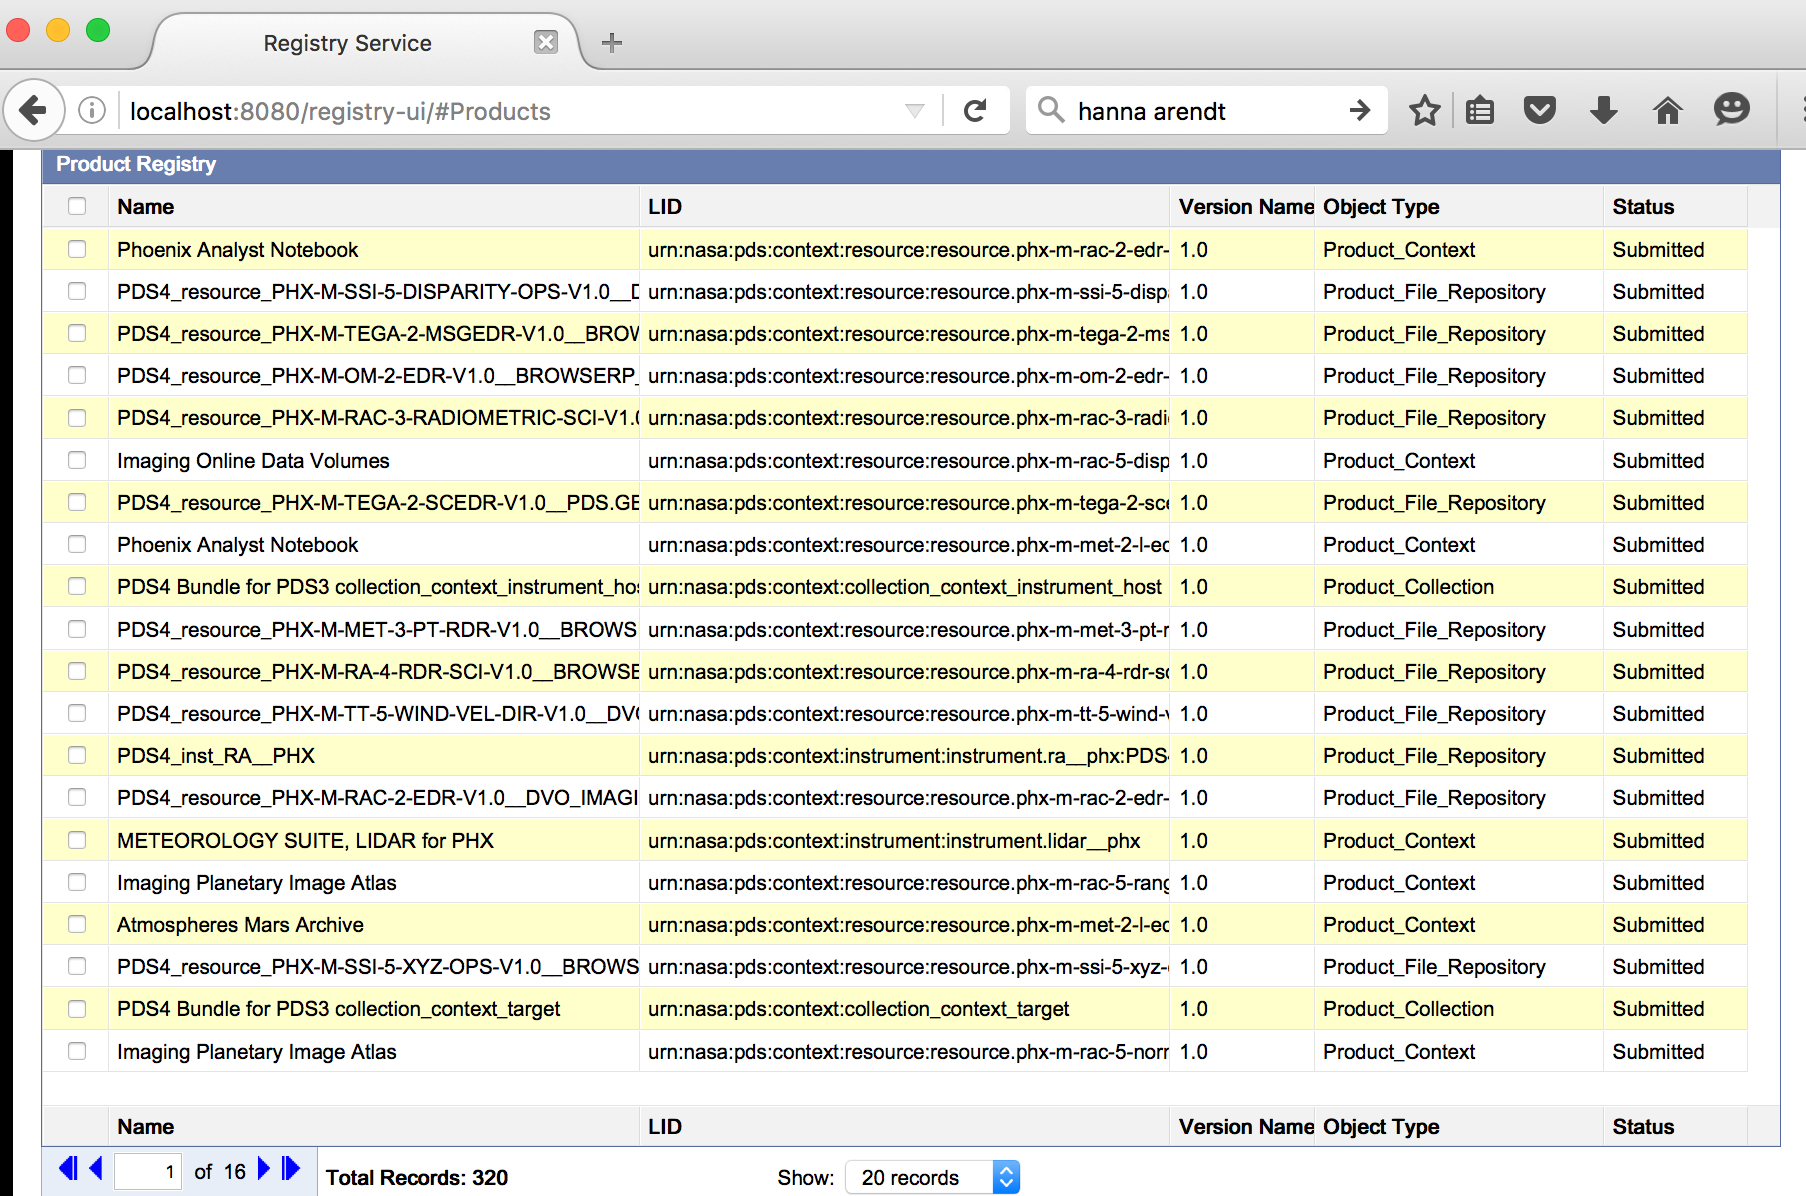 Registry Service
localhost:8080/registry-ui/#Products hanna arendt
Product Registry
Name LID Version Name Object Type Status
Phoenix Analyst Notebook urn:nasa:pds:context:resource:resource.phx-m-rac-2-edr- 1.0 Product_Context Submitted
PDS4_resource_PHX-M-SSI-5-DISPARITY-OPS-V1.0__D urn:nasa:pds:context:resource:resource.phx-m-ssi-5-dispa 1.0 Product_File_Repository Submitted
PDS4_resource_PHX-M-TEGA-2-MSGEDR-V1.0__BROW urn:nasa:pds:context:resource:resource.phx-m-tega-2-ms 1.0 Product_File_Repository Submitted
PDS4_resource_PHX-M-OM-2-EDR-V1.0__BROWSERP_ urn:nasa:pds:context:resource:resource.phx-m-om-2-edr- 1.0 Product_File_Repository Submitted
PDS4_resource_PHX-M-RAC-3-RADIOMETRIC-SCI-V1.0 urn:nasa:pds:context:resource:resource.phx-m-rac-3-radi 1.0 Product_File_Repository Submitted
Imaging Online Data Volumes urn:nasa:pds:context:resource:resource.phx-m-rac-5-disp 1.0 Product_Context Submitted
PDS4_resource_PHX-M-TEGA-2-SCEDR-V1.0__PDS.GE urn:nasa:pds:context:resource:resource.phx-m-tega-2-sce 1.0 Product_File_Repository Submitted
Phoenix Analyst Notebook urn:nasa:pds:context:resource:resource.phx-m-met-2-l-ed 1.0 Product_Context Submitted
PDS4 Bundle for PDS3 collection_context_instrument_hos urn:nasa:pds:context:collection_context_instrument_host 1.0 Product_Collection Submitted
PDS4_resource_PHX-M-MET-3-PT-RDR-V1.0__BROWS urn:nasa:pds:context:resource:resource.phx-m-met-3-pt-r 1.0 Product_File_Repository Submitted
PDS4_resource_PHX-M-RA-4-RDR-SCI-V1.0__BROWSE urn:nasa:pds:context:resource:resource.phx-m-ra-4-rdr-sc 1.0 Product_File_Repository Submitted
PDS4_resource_PHX-M-TT-5-WIND-VEL-DIR-V1.0__DVO urn:nasa:pds:context:resource:resource.phx-m-tt-5-wind-v 1.0 Product_File_Repository Submitted
PDS4_inst_RA__PHX urn:nasa:pds:context:instrument:instrument.ra__phx:PDS4 1.0 Product_File_Repository Submitted
PDS4_resource_PHX-M-RAC-2-EDR-V1.0__DVO_IMAGI urn:nasa:pds:context:resource:resource.phx-m-rac-2-edr- 1.0 Product_File_Repository Submitted
METEOROLOGY SUITE, LIDAR for PHX urn:nasa:pds:context:instrument:instrument.lidar__phx 1.0 Product_Context Submitted
Imaging Planetary Image Atlas urn:nasa:pds:context:resource:resource.phx-m-rac-5-rang 1.0 Product_Context Submitted
Atmospheres Mars Archive urn:nasa:pds:context:resource:resource.phx-m-met-2-l-ed 1.0 Product_Context Submitted
PDS4_resource_PHX-M-SSI-5-XYZ-OPS-V1.0__BROWS urn:nasa:pds:context:resource:resource.phx-m-ssi-5-xyz- 1.0 Product_File_Repository Submitted
PDS4 Bundle for PDS3 collection_context_target urn:nasa:pds:context:collection_context_target 1.0 Product_Collection Submitted
Imaging Planetary Image Atlas urn:nasa:pds:context:resource:resource.phx-m-rac-5-norr 1.0 Product_Context Submitted
Name LID Version Name Object Type Status
1 of 16 Total Records: 320 Show: 20 records